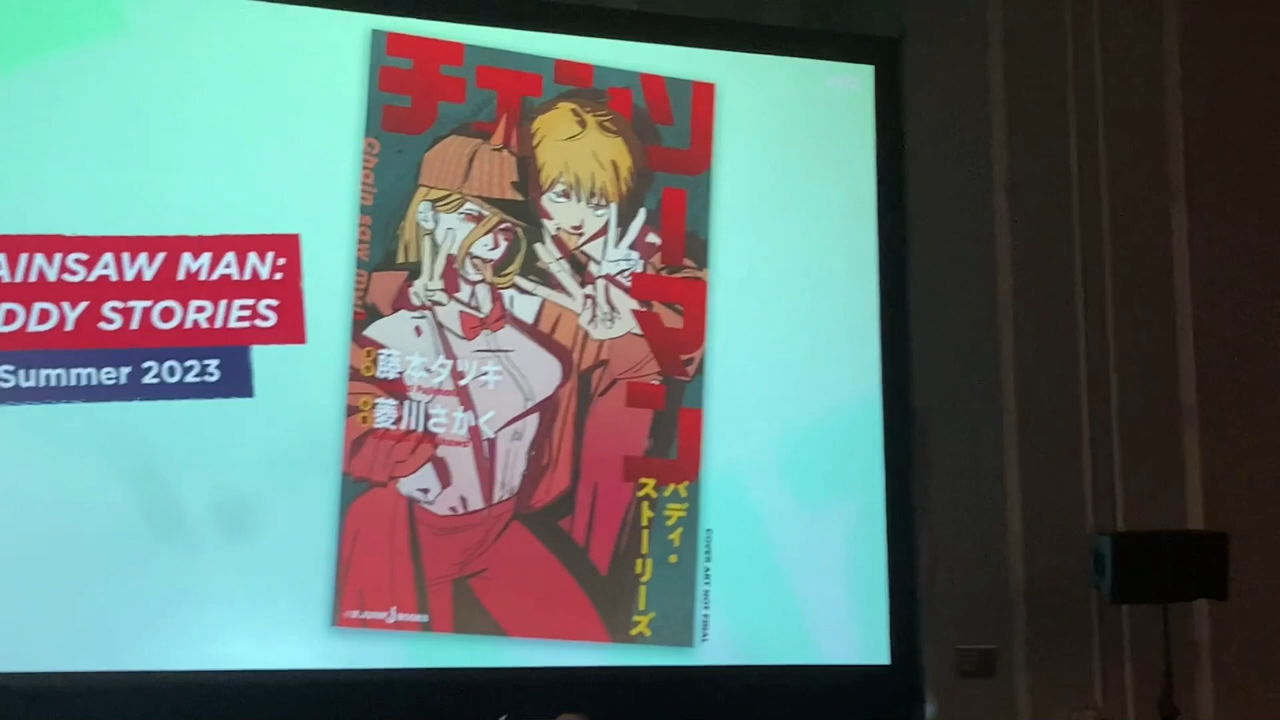 AINSAW MAN:
DDY STORIES
Summer 2023
チェンソーマン
Chain saw man
藤本タツキ
菱川さかく
バディ・
ストーリーズ
JUMP J BOOKS
COVER ART NOT FINAL